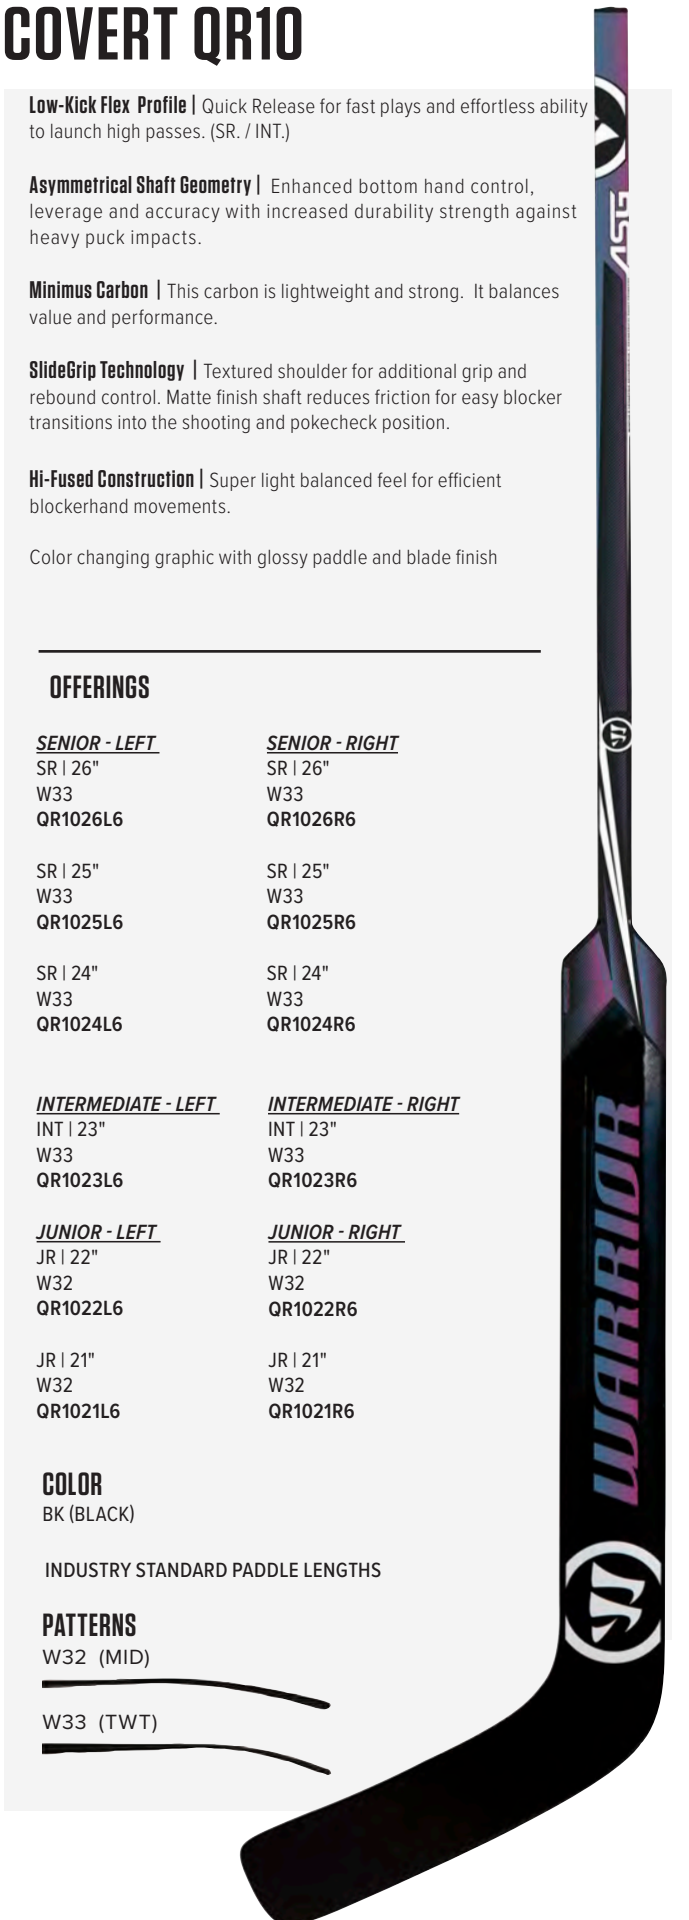 COVERT QR10
Low-Kick Flex Profile | Quick Release for fast plays and effortless ability
to launch high passes. (SR. / INT.)
Asymmetrical Shaft Geometry | Enhanced bottom hand control,
leverage and accuracy with increased durability strength against
heavy puck impacts.
Minimus Carbon | This carbon is lightweight and strong. It balances
value and performance.
SlideGrip Technology | Textured shoulder for additional grip and
rebound control. Matte finish shaft reduces friction for easy blocker
transitions into the shooting and pokecheck position.
Hi-Fused Construction | Super light balanced feel for efficient
blockerhand movements.
Color changing graphic with glossy paddle and blade finish
OFFERINGS
SENIOR - LEFT
SR | 26"
W33
QR1026L6
SR | 25"
W33
QR1025L6
SR | 24"
W33
QR1024L6
SENIOR - RIGHT
SR | 26"
W33
QR1026R6
SR | 25"
W33
QR1025R6
SR | 24"
W33
QR1024R6
INTERMEDIATE - LEFT
INT | 23"
W33
QR1023L6
INTERMEDIATE - RIGHT
INT | 23"
W33
QR1023R6
JUNIOR - LEFT
JR | 22"
W32
QR1022L6
JR | 21"
W32
QR1021L6
JUNIOR - RIGHT
JR | 22"
W32
QR1022R6
JR | 21"
W32
QR1021R6
COLOR
BK (BLACK)
INDUSTRY STANDARD PADDLE LENGTHS
PATTERNS
W32 (MID)
W33 (TWT)
ASG
WARRIOR